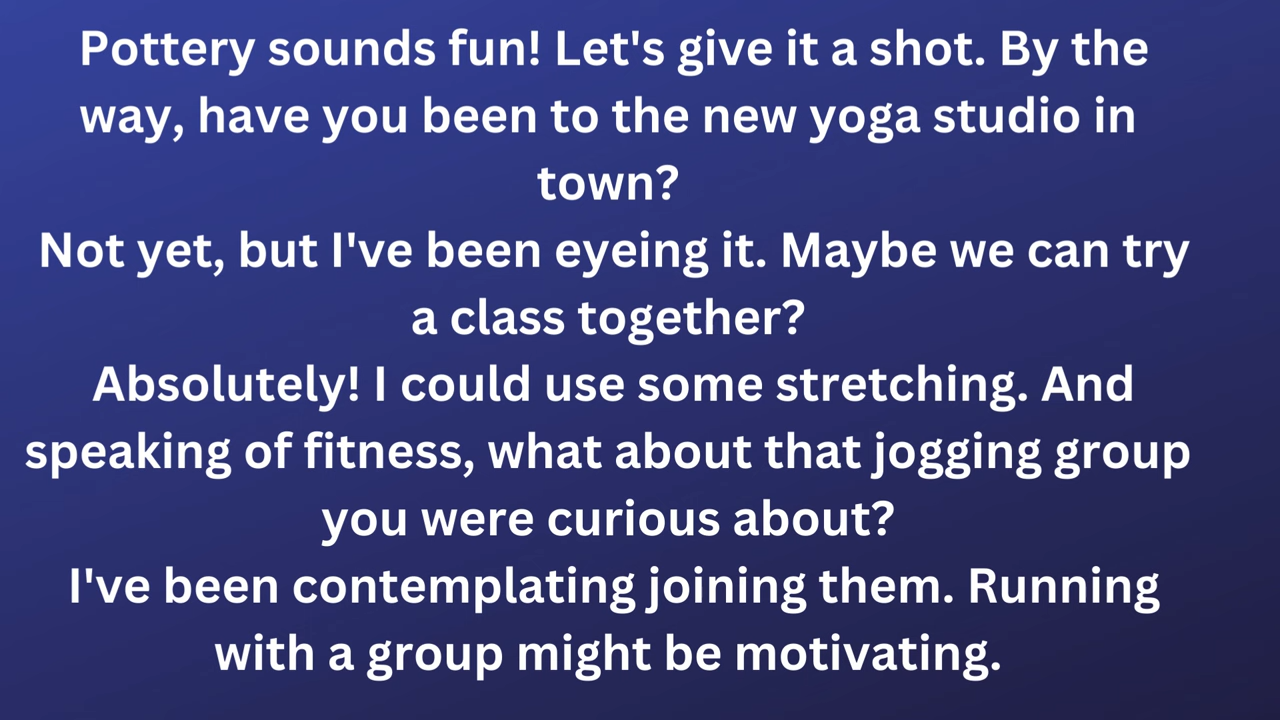 Pottery sounds fun! Let's give it a shot. By the
way, have you been to the new yoga studio in
town?
Not yet, but I've been eyeing it. Maybe we can try
a class together?
Absolutely! I could use some stretching. And
speaking of fitness, what about that jogging group
you were curious about?
I've been contemplating joining them. Running
with a group might be motivating.